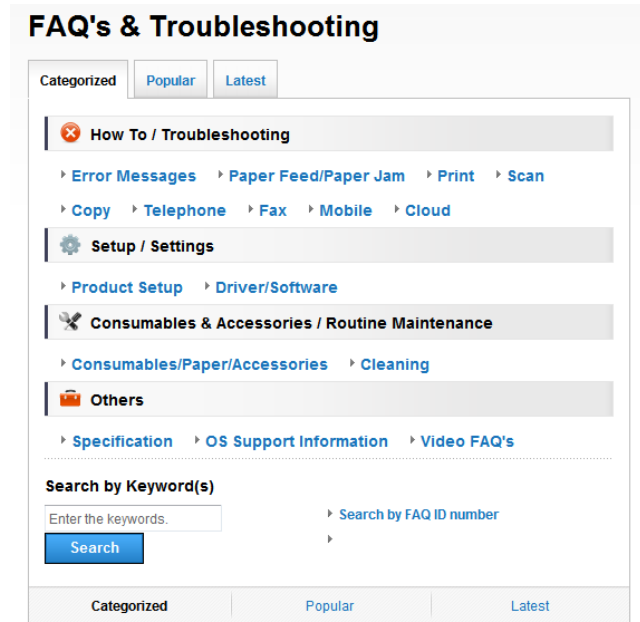 FAQ's & Troubleshooting
Categorized Popular Latest
How To / Troubleshooting
Error Messages Paper Feed/Paper Jam Print Scan
Copy Telephone Fax Mobile Cloud
Setup / Settings
Product Setup Driver/Software
Consumables & Accessories / Routine Maintenance
Consumables/Paper/Accessories Cleaning
Others
Specification OS Support Information Video FAQ's
Search by Keyword(s)
Enter the keywords. Search by FAQ ID number
Search
Categorized Popular Latest